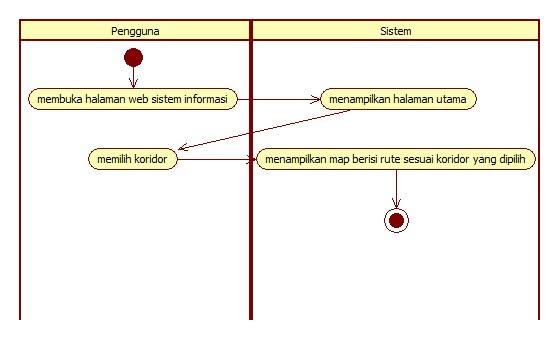 Pengguna
Sistem
membuka halaman web sistem informasi
menampilkan halaman utama
memilih koridor
menampilkan map berisi rute sesuai koridor yang dipilih